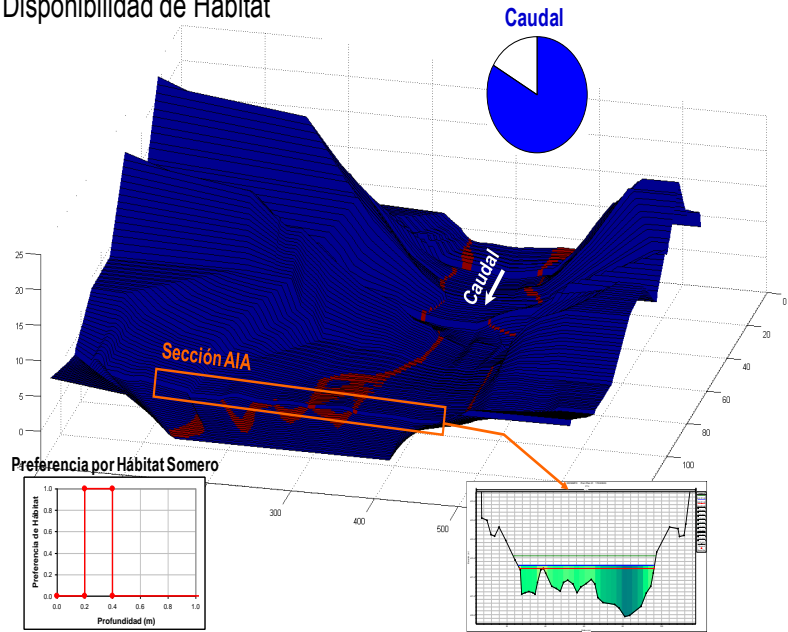 Disponibilidad de Hábitat
Caudal
Caudal
Sección AIA
25
20
15
10
5
0
0
20
40
60
80
100
300
400
500
Preferencia por Hábitat Somero
Preferencia de Hábitat
1.0
0.8
0.6
0.4
0.2
0.0
0.0 0.2 0.4 0.6 0.8 1.0
Profundidad (m)